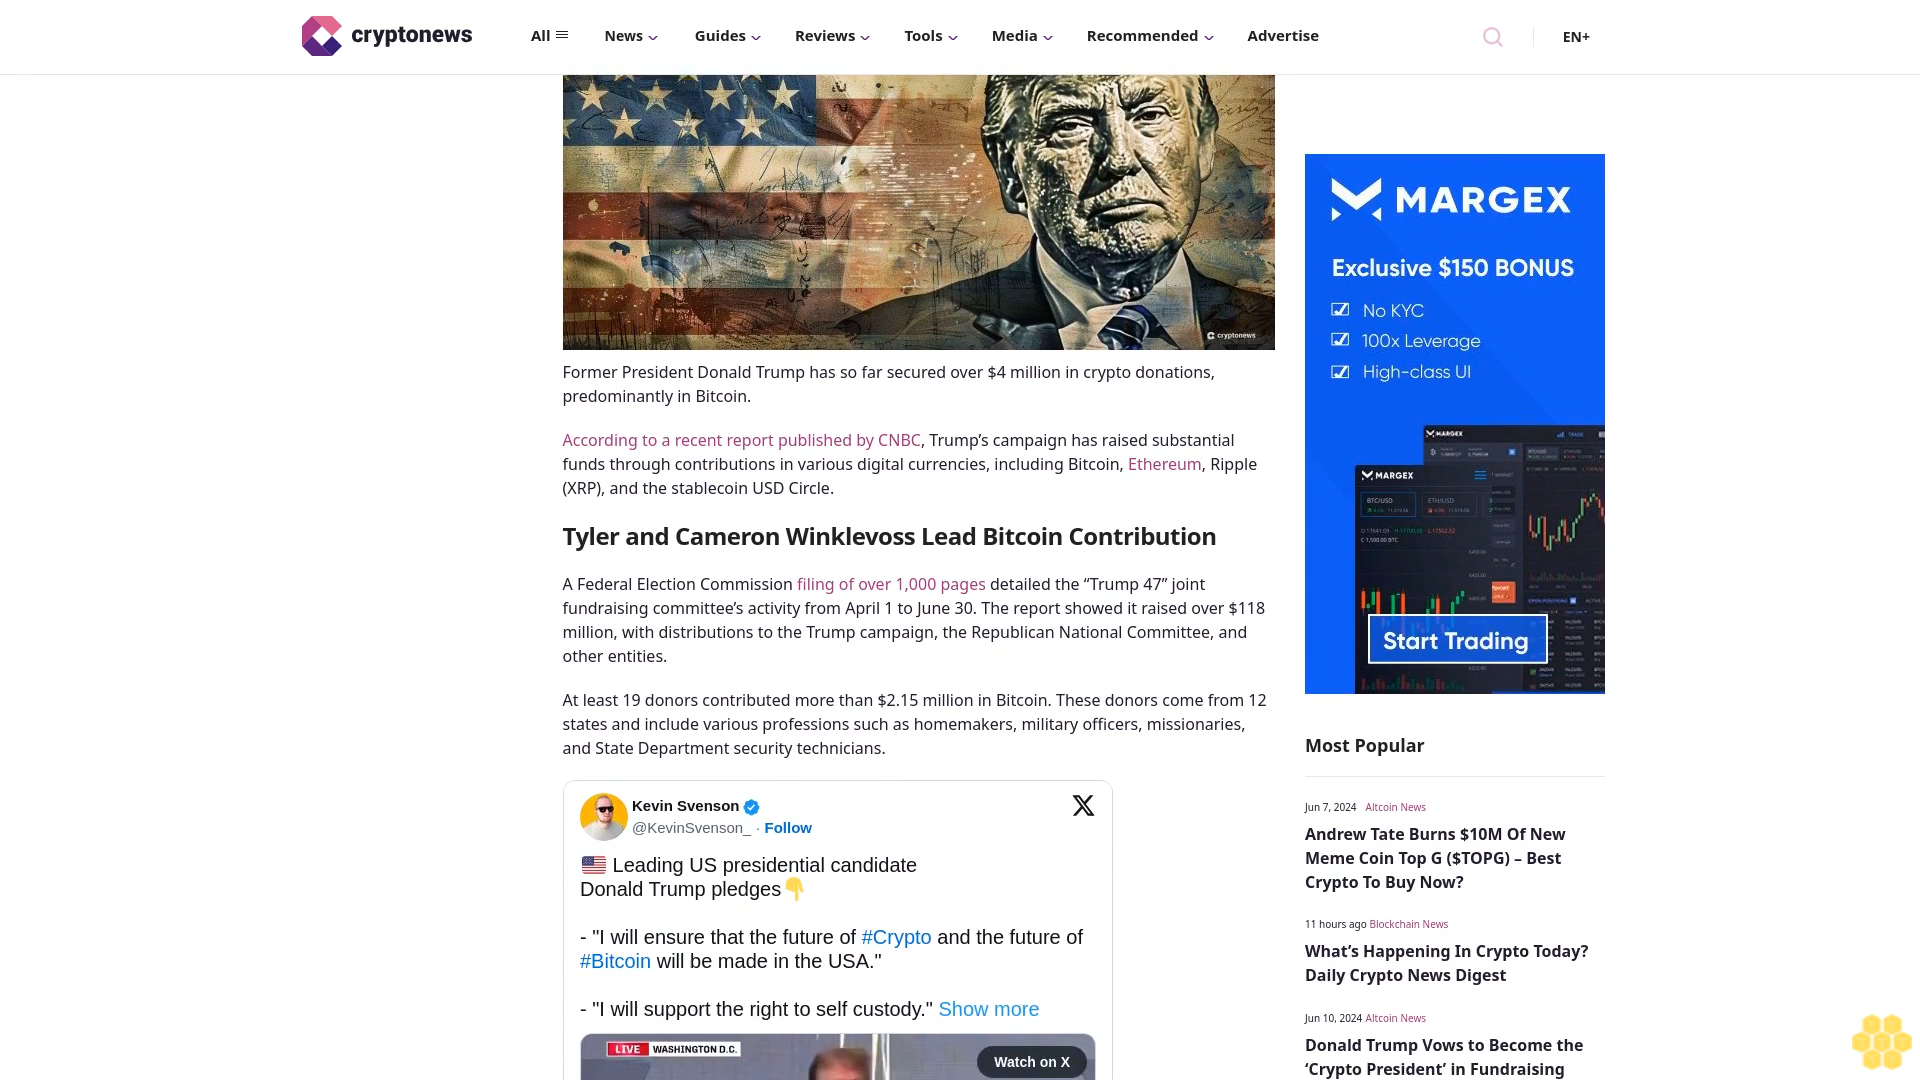 cryptonews
All
News
Guides
Reviews
Tools
Media
Recommended
Advertise
EN+
cryptonews
Former President Donald Trump has so far secured over $4 million in crypto donations,
predominantly in Bitcoin.
According to a recent report published by CNBC, Trump’s campaign has raised substantial
funds through contributions in various digital currencies, including Bitcoin, Ethereum, Ripple
(XRP), and the stablecoin USD Circle.
Tyler and Cameron Winklevoss Lead Bitcoin Contribution
A Federal Election Commission filing of over 1,000 pages detailed the “Trump 47” joint
fundraising committee’s activity from April 1 to June 30. The report showed it raised over $118
million, with distributions to the Trump campaign, the Republican National Committee, and
other entities.
At least 19 donors contributed more than $2.15 million in Bitcoin. These donors come from 12
states and include various professions such as homemakers, military officers, missionaries,
and State Department security technicians.
Kevin Svenson
@KevinSvenson_ · Follow
🇺🇸 Leading US presidential candidate
Donald Trump pledges👇
- "I will ensure that the future of #Crypto and the future of
#Bitcoin will be made in the USA."
- "I will support the right to self custody." Show more
LIVE WASHINGTON D.C.
Watch on X
MARGEX
Exclusive $150 BONUS
No KYC
100x Leverage
High-class UI
MARGEX
MARGEX
BTC/USD
ETH/USD
Start Trading
Most Popular
Jun 7, 2024 Altcoin News
Andrew Tate Burns $10M Of New
Meme Coin Top G ($TOPG) – Best
Crypto To Buy Now?
11 hours ago Blockchain News
What’s Happening In Crypto Today?
Daily Crypto News Digest
Jun 10, 2024 Altcoin News
Donald Trump Vows to Become the
‘Crypto President’ in Fundraising